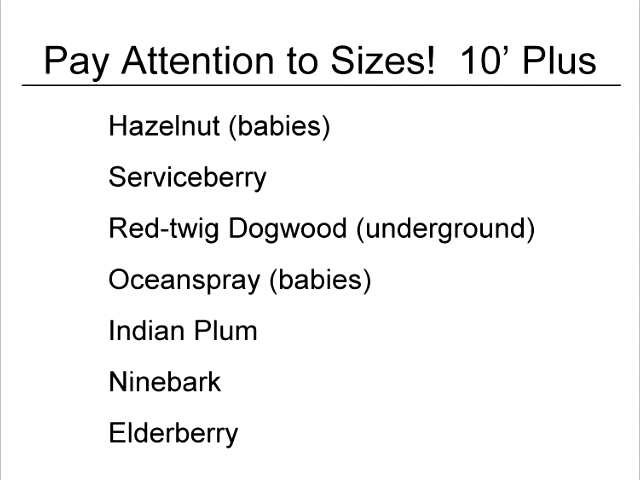 Pay Attention to Sizes!  10’ Plus
Hazelnut (babies)
Serviceberry
Red-twig Dogwood (underground)
Oceanspray (babies)
Indian Plum
Ninebark
Elderberry